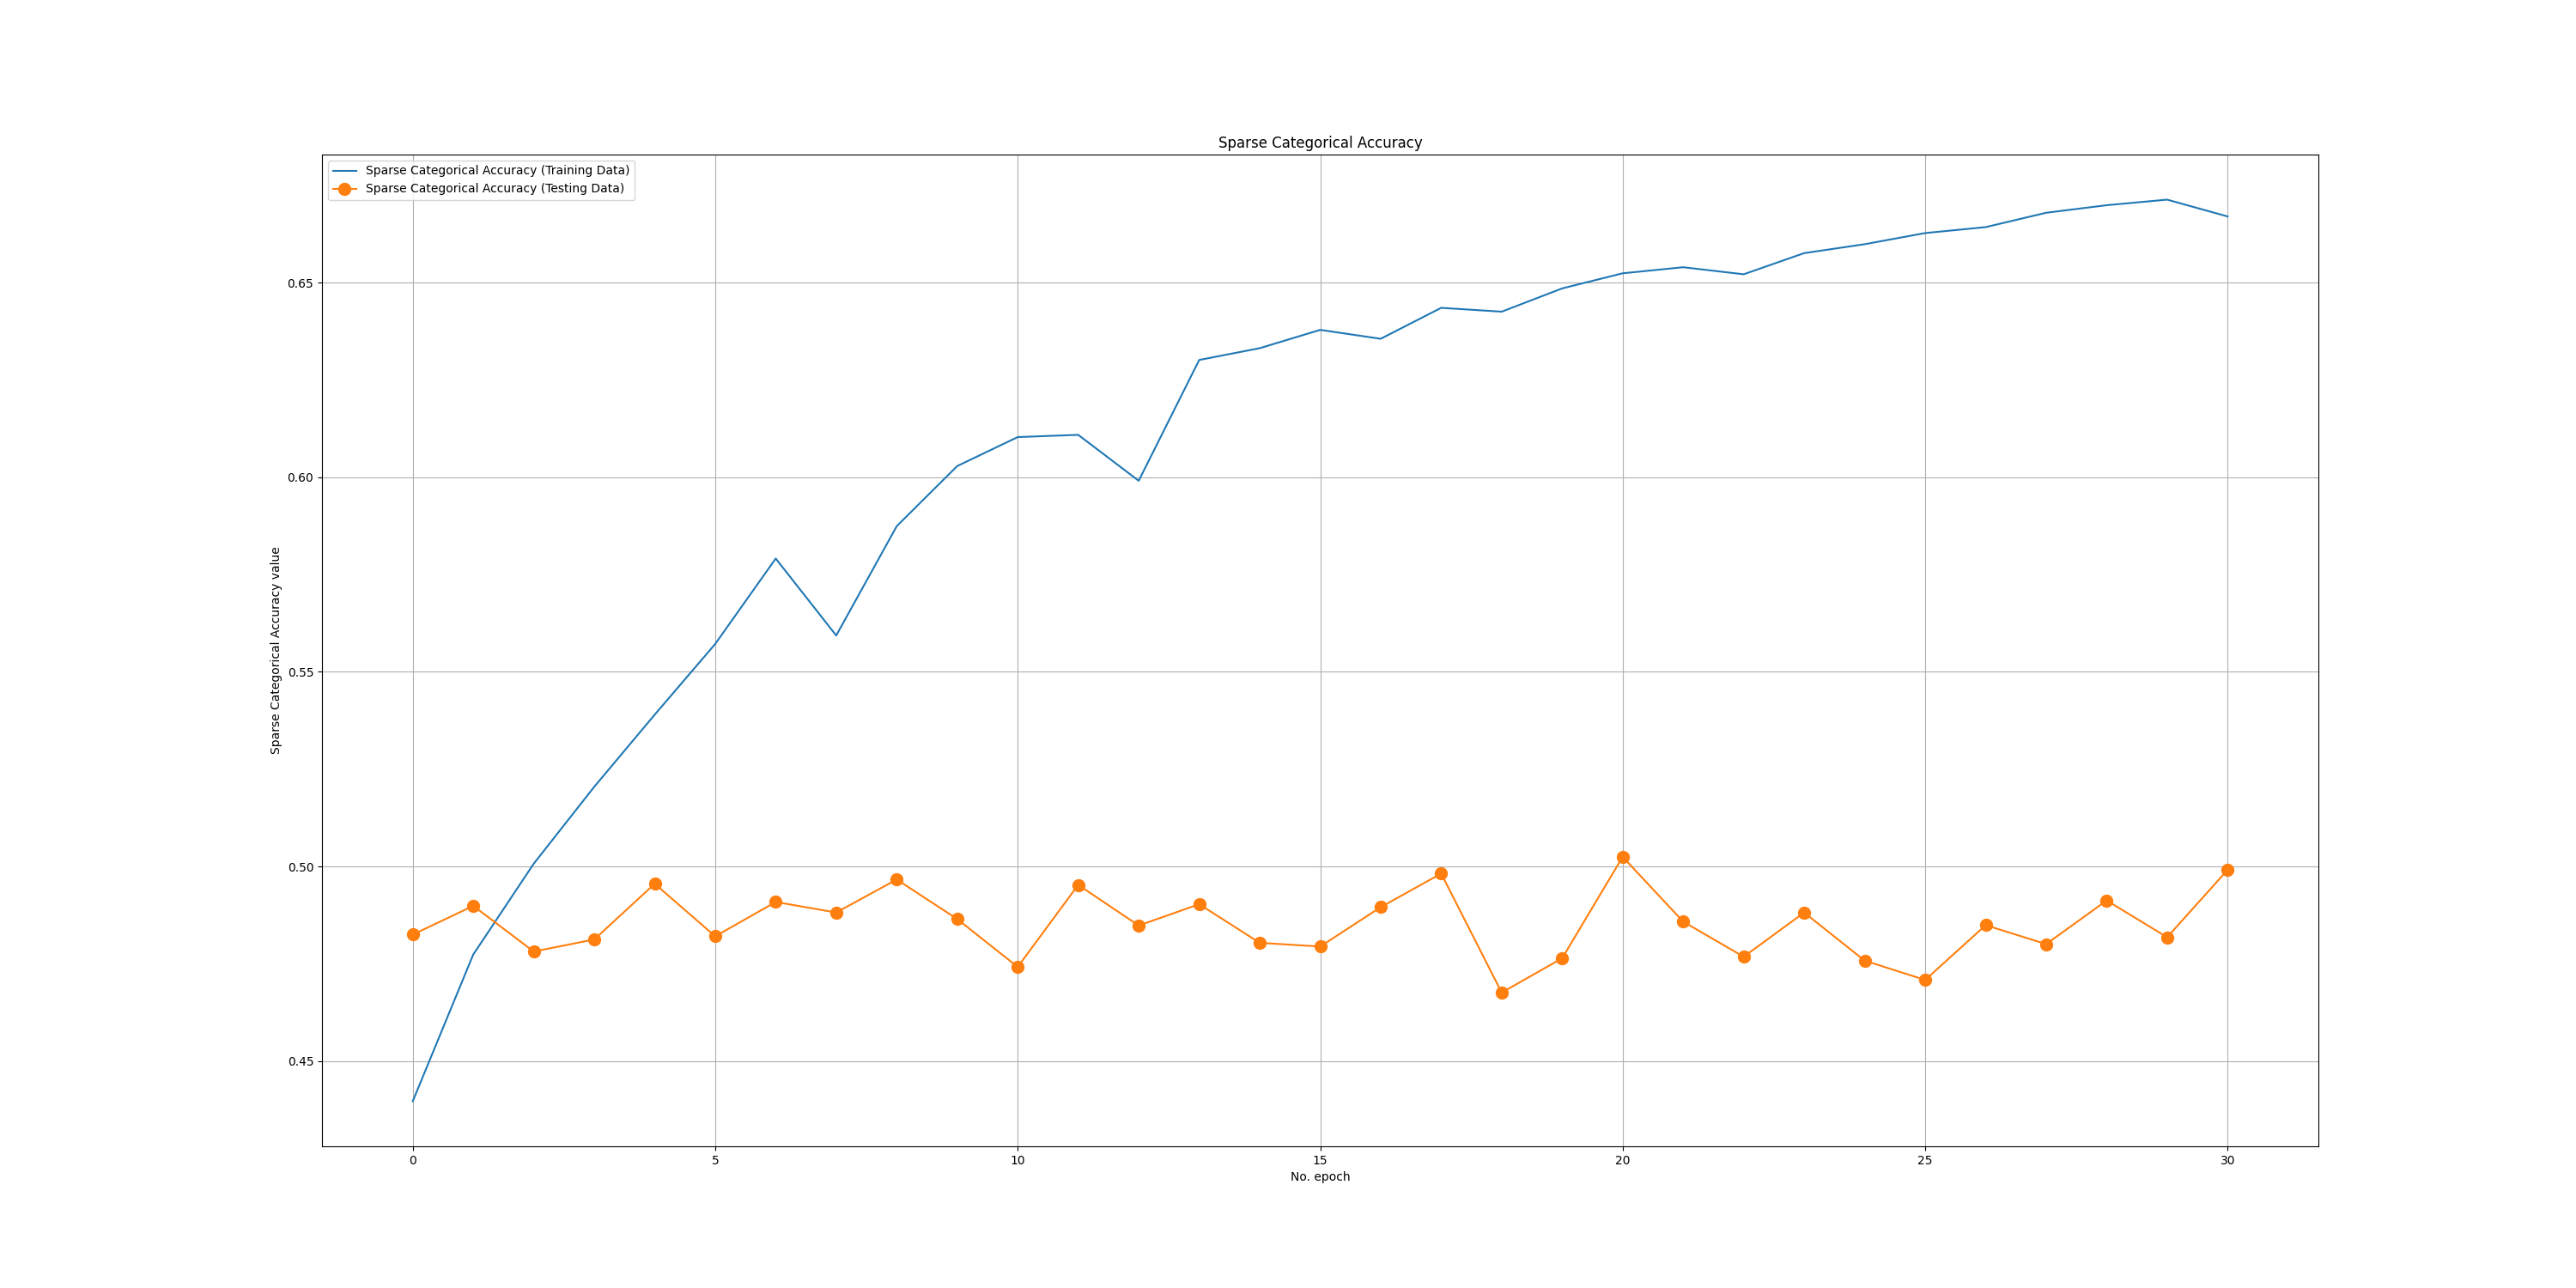 Sparse Categorical Accuracy
Sparse Categorical Accuracy (Training Data)
Sparse Categorical Accuracy (Testing Data)
Sparse Categorical Accuracy value
0.65
0.60
0.55
0.50
0.45
0 5 10 15 20 25 30
No. epoch